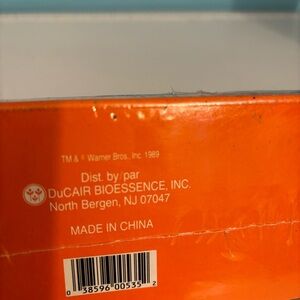 TM & © Warner Bros., Inc. 1989
Dist. by/par
DuCAIR BIOESSENCE, INC.
North Bergen, NJ 07047
MADE IN CHINA
0 38596 00535 2